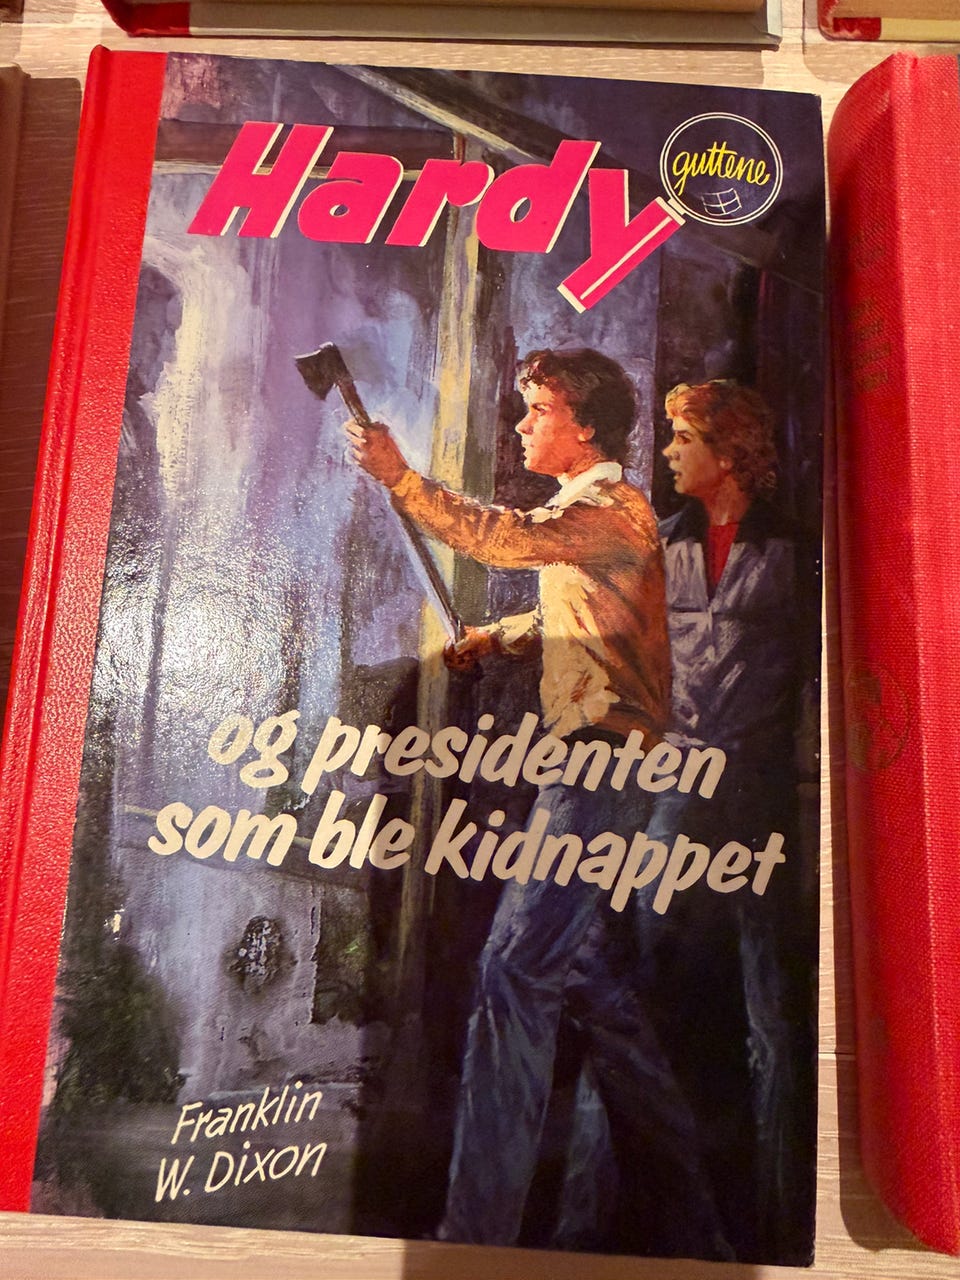 Hardy
guttene
og presidenten
som ble kidnappet
Franklin
W. Dixon